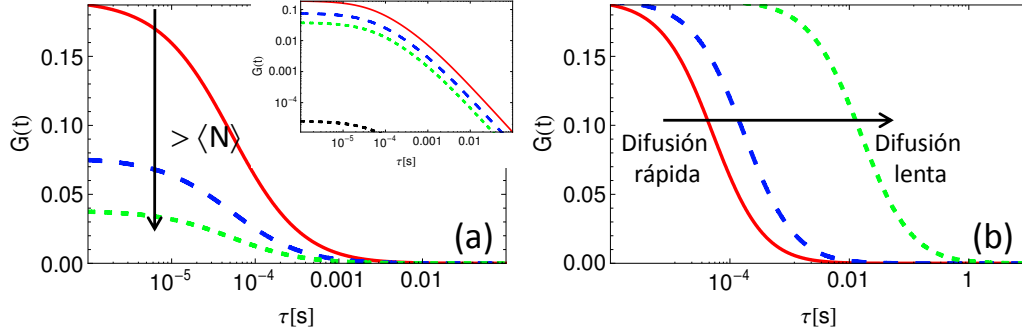 G(t)
0.15
0.10
0.05
0.00
10⁻⁵
10⁻⁴
0.001
0.01
τ[s]
> ⟨N⟩
(a)
G(t)
0.1
0.01
0.001
10⁻⁴
10⁻⁵
0.001
0.01
τ[s]
G(t)
0.15
0.10
0.05
0.00
10⁻⁴
0.01
1
τ[s]
Difusión
rápida
Difusión
lenta
(b)